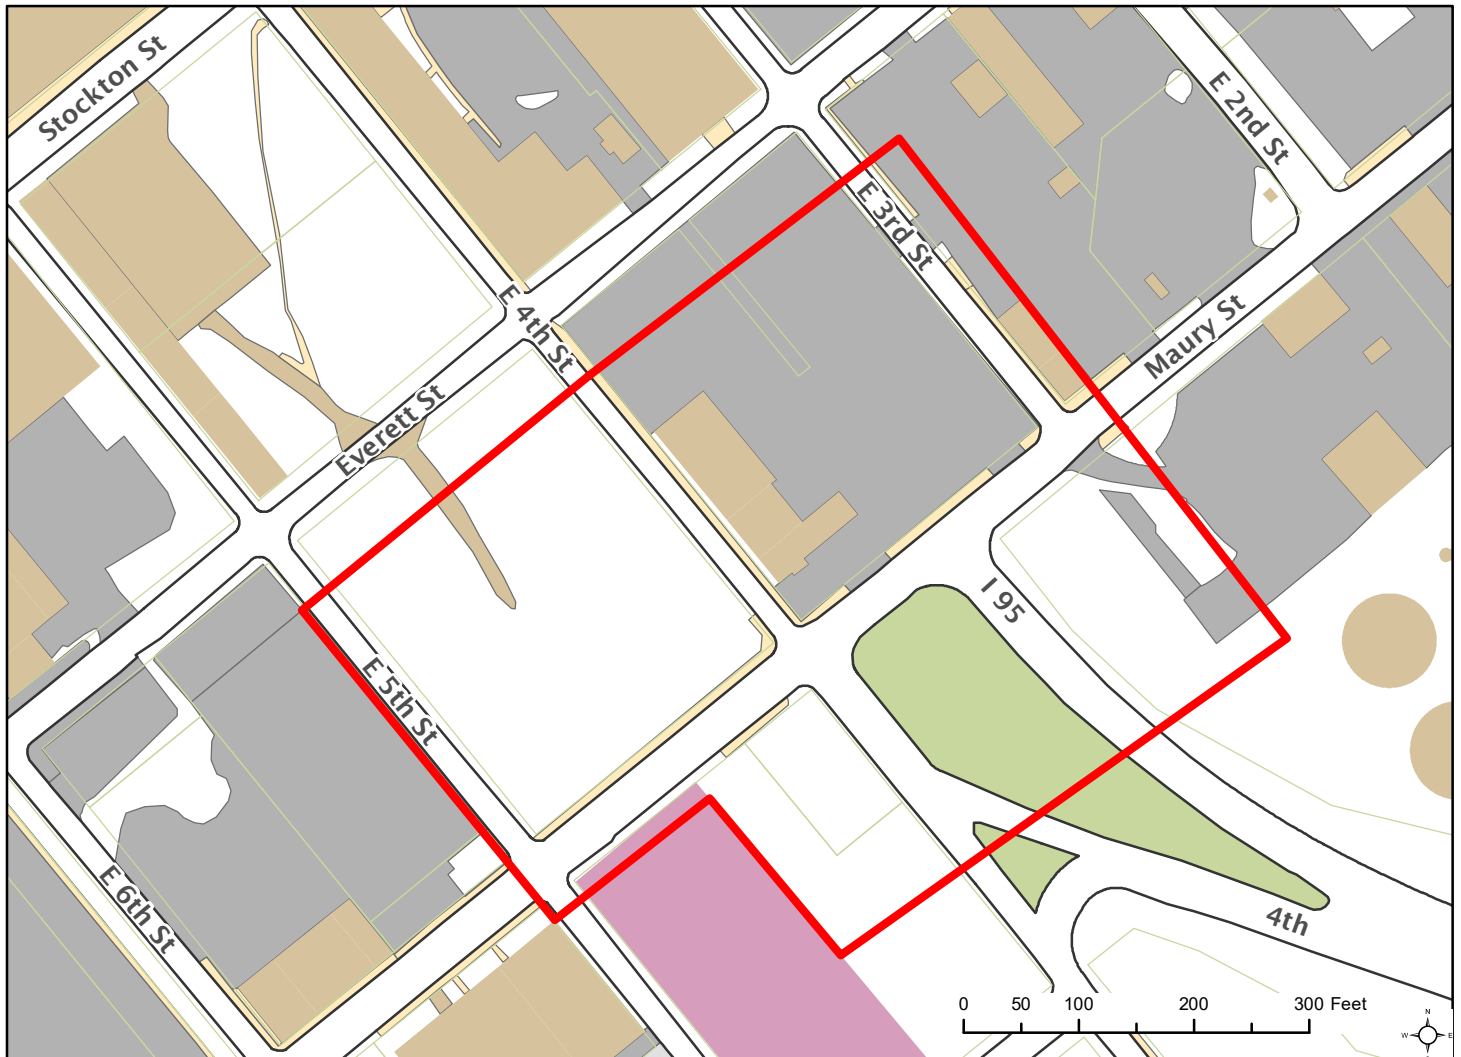 Stockton St
E 2nd St
E 3rd St
E 4th St
Maury St
Everett St
I 95
E 5th St
E 6th St
4th
0 50 100 200 300 Feet
N
W E